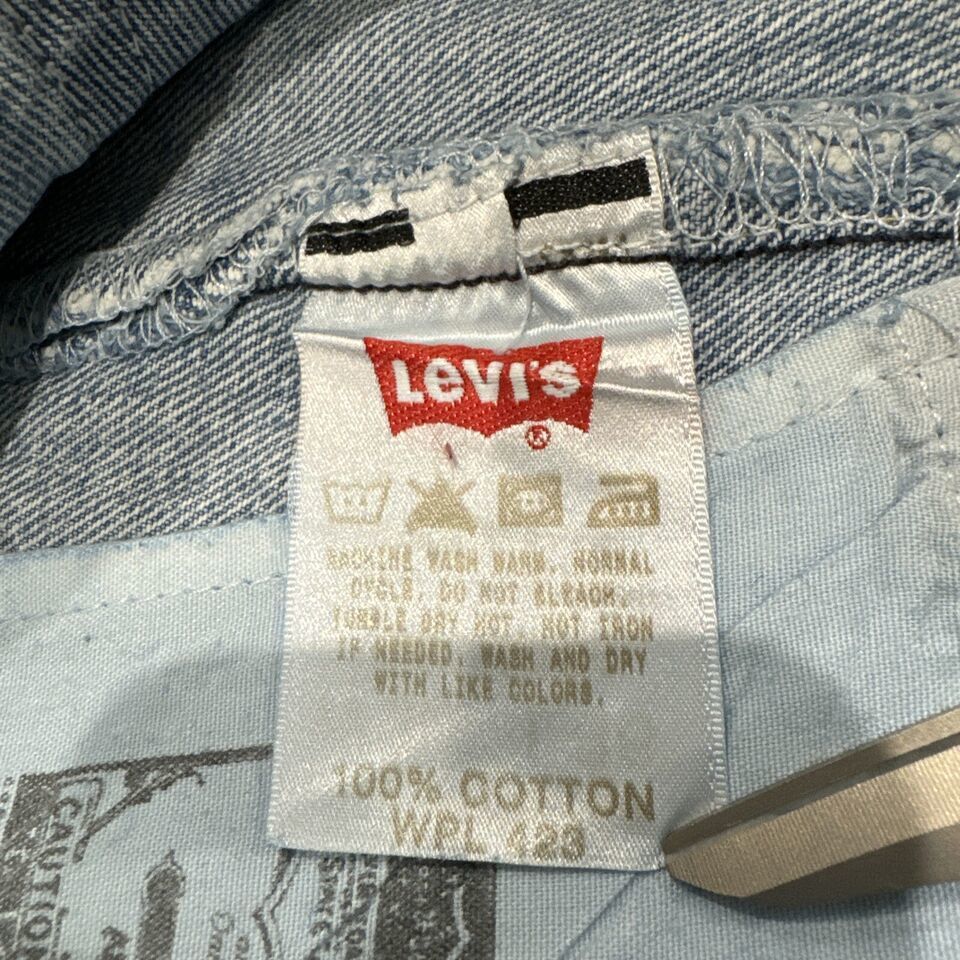 Levi's
®
MACHINE WASH WARM, NORMAL
CYCLE, DO NOT BLEACH,
TUMBLE DRY HOT, HOT IRON
IF NEEDED, WASH AND DRY
WITH LIKE COLORS.
100% COTTON
WPL 423
CAUTION